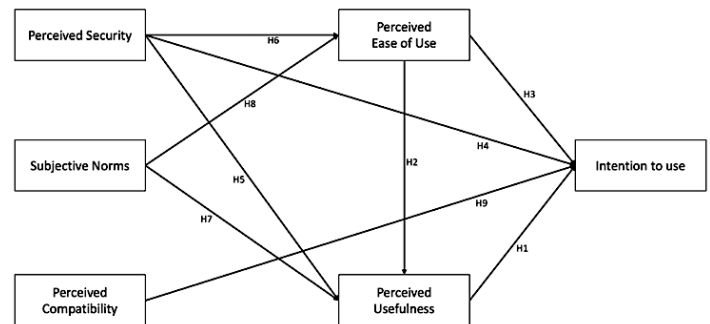 Perceived Security
Perceived
Ease of Use
H6
H8
H3
H4
H2
Subjective Norms
Intention to use
H5
H7
H9
H1
Perceived
Compatibility
Perceived
Usefulness